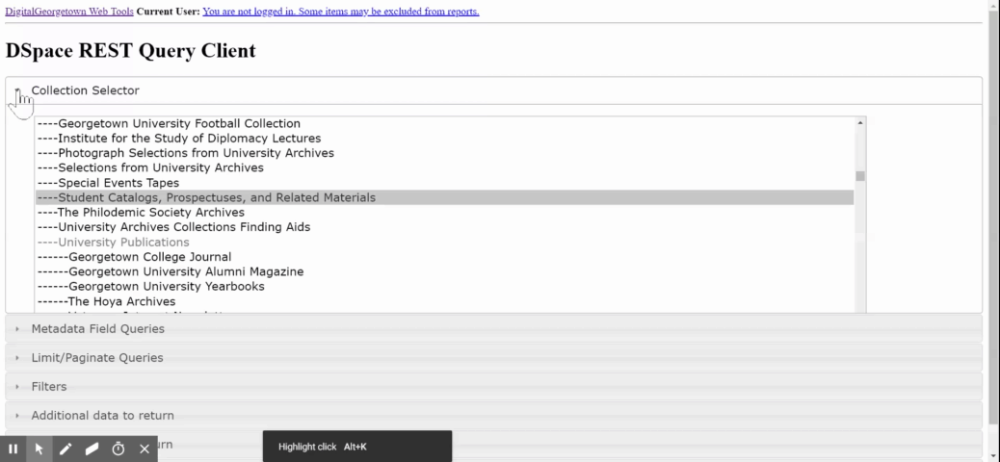 DigitalGeorgetown Web Tools Current User: You are not logged in. Some items may be excluded from reports.
DSpace REST Query Client
Collection Selector
----Georgetown University Football Collection
----Institute for the Study of Diplomacy Lectures
----Photograph Selections from University Archives
----Selections from University Archives
----Special Events Tapes
----Student Catalogs, Prospectuses, and Related Materials
----The Philodemic Society Archives
----University Archives Collections Finding Aids
----University Publications
------Georgetown College Journal
------Georgetown University Alumni Magazine
------Georgetown University Yearbooks
------The Hoya Archives
Metadata Field Queries
Limit/Paginate Queries
Filters
Additional data to return
Highlight click Alt+K